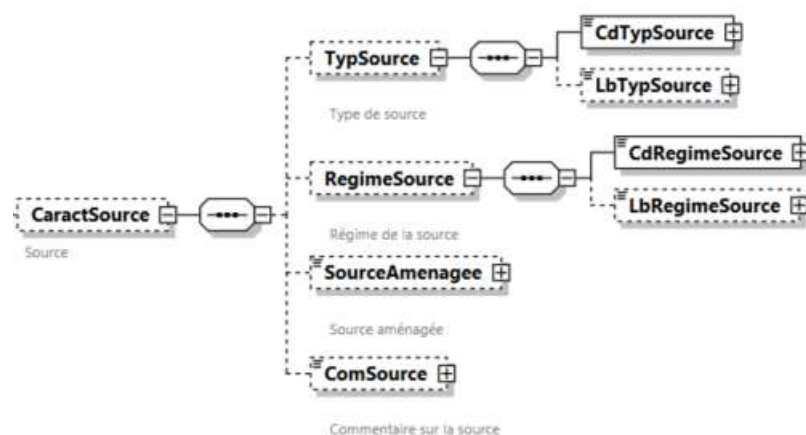 CdTypSource
TypSource
LbTypSource
Type de source
CdRegimeSource
RegimeSource
LbRegimeSource
CaractSource
Régime de la source
Source
SourceAmenagee
Source aménagée
ComSource
Commentaire sur la source